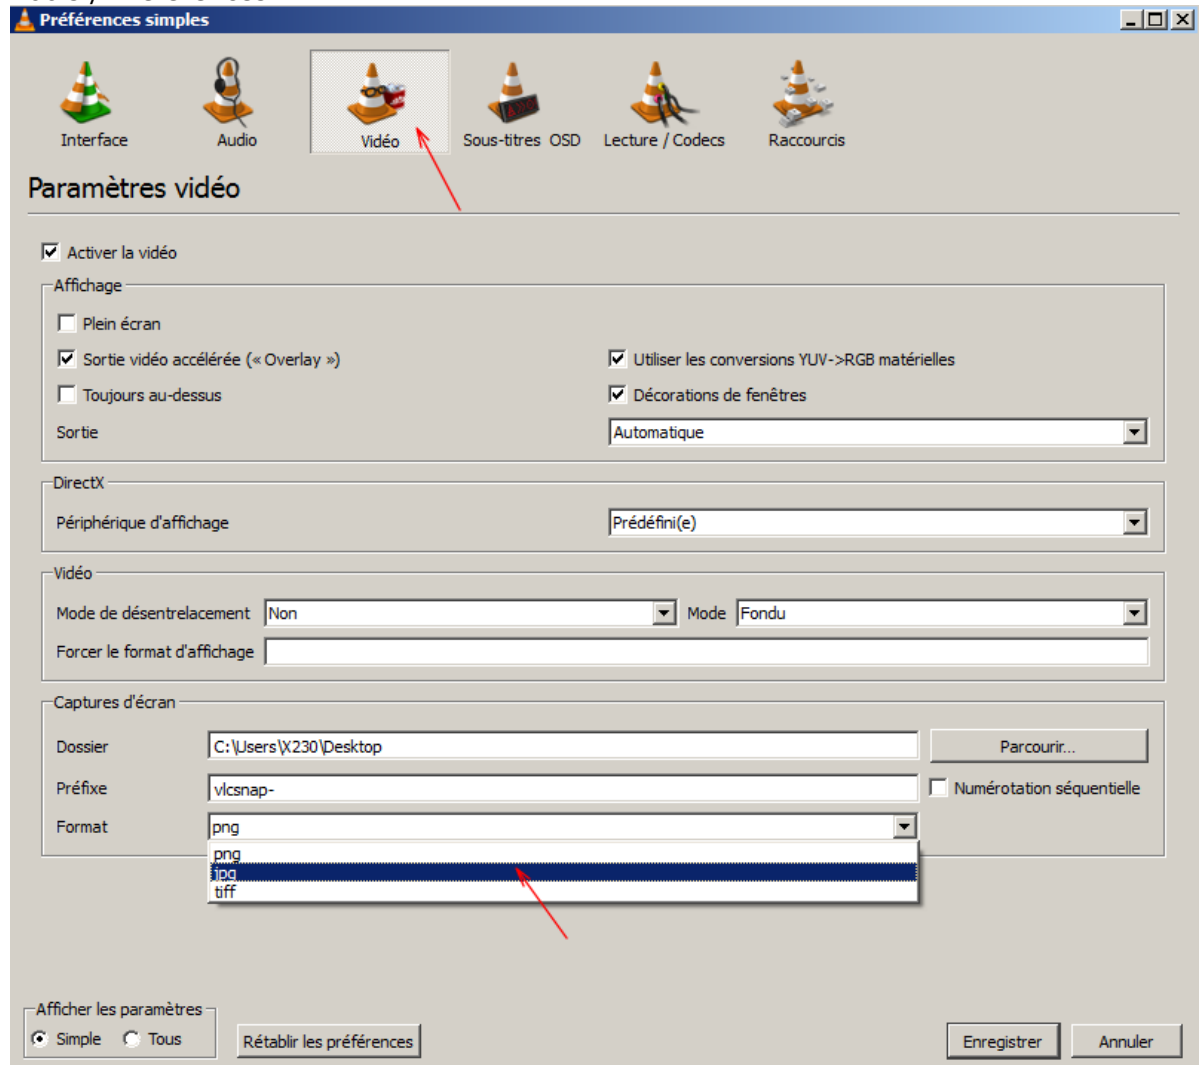 Préférences simples
Interface
Audio
Vidéo
Sous-titres OSD
Lecture / Codecs
Raccourcis
Paramètres vidéo
Activer la vidéo
Affichage
Plein écran
Sortie vidéo accélérée (« Overlay »)
Utiliser les conversions YUV->RGB matérielles
Toujours au-dessus
Décorations de fenêtres
Sortie
Automatique
DirectX
Périphérique d'affichage
Prédéfini(e)
Vidéo
Mode de désentrelacement
Non
Mode
Fondu
Forcer le format d'affichage
Captures d'écran
Dossier
C:\Users\X230\Desktop
Parcourir...
Préfixe
vlcsnap-
Numérotation séquentielle
Format
png
png
jpg
tiff
Afficher les paramètres
Simple
Tous
Rétablir les préférences
Enregistrer
Annuler